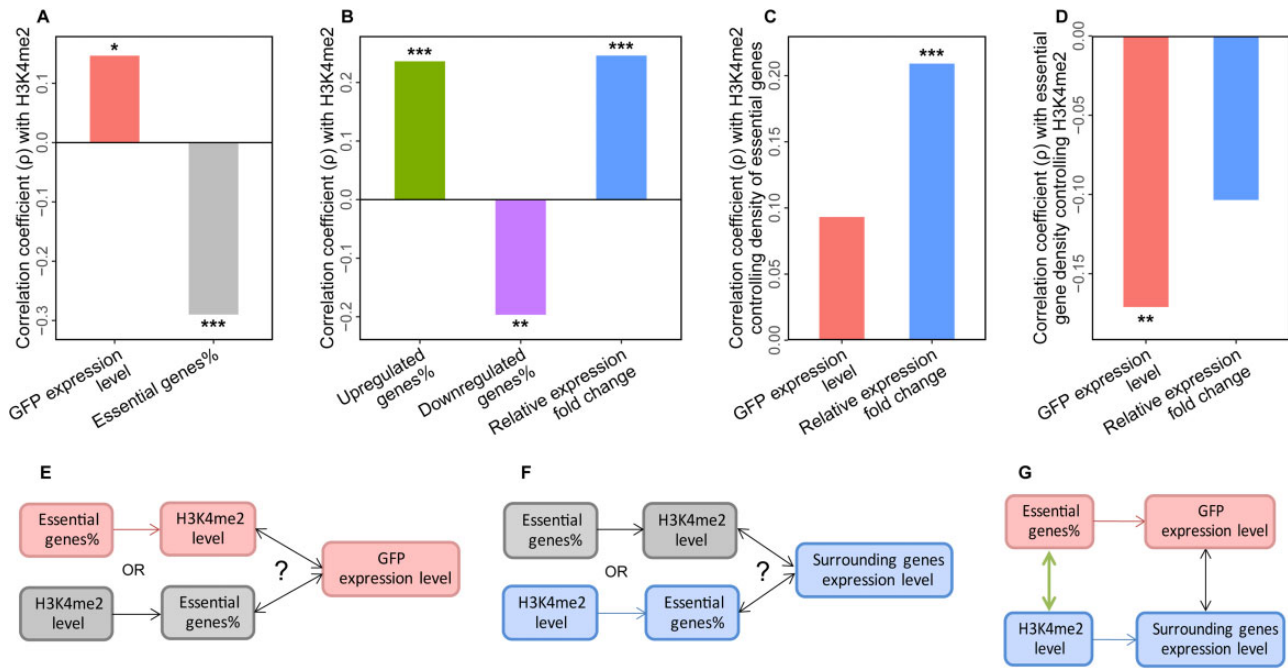 A
Correlation coefficient (ρ) with H3K4me2
0.1
0.0
−0.1
−0.2
−0.3
*
***
GFP expression
level
Essential genes%
B
Correlation coefficient (ρ) with H3K4me2
0.2
0.1
0.0
−0.1
−0.2
***
**
***
Upregulated
genes%
Downregulated
genes%
Relative expression
fold change
C
Correlation coefficient (ρ) with H3K4me2
controlling density of essential genes
0.20
0.15
0.10
0.05
0.00
***
GFP expression
level
Relative expression
fold change
D
Correlation coefficient (ρ) with essential
gene density controlling H3K4me2
0.00
−0.05
−0.10
−0.15
**
GFP expression
level
Relative expression
fold change
E
Essential
genes%
H3K4me2
level
OR
H3K4me2
level
Essential
genes%
?
GFP
expression level
F
Essential
genes%
H3K4me2
level
OR
H3K4me2
level
Essential
genes%
?
Surrounding genes
expression level
G
Essential
genes%
GFP
expression level
H3K4me2
level
Surrounding genes
expression level